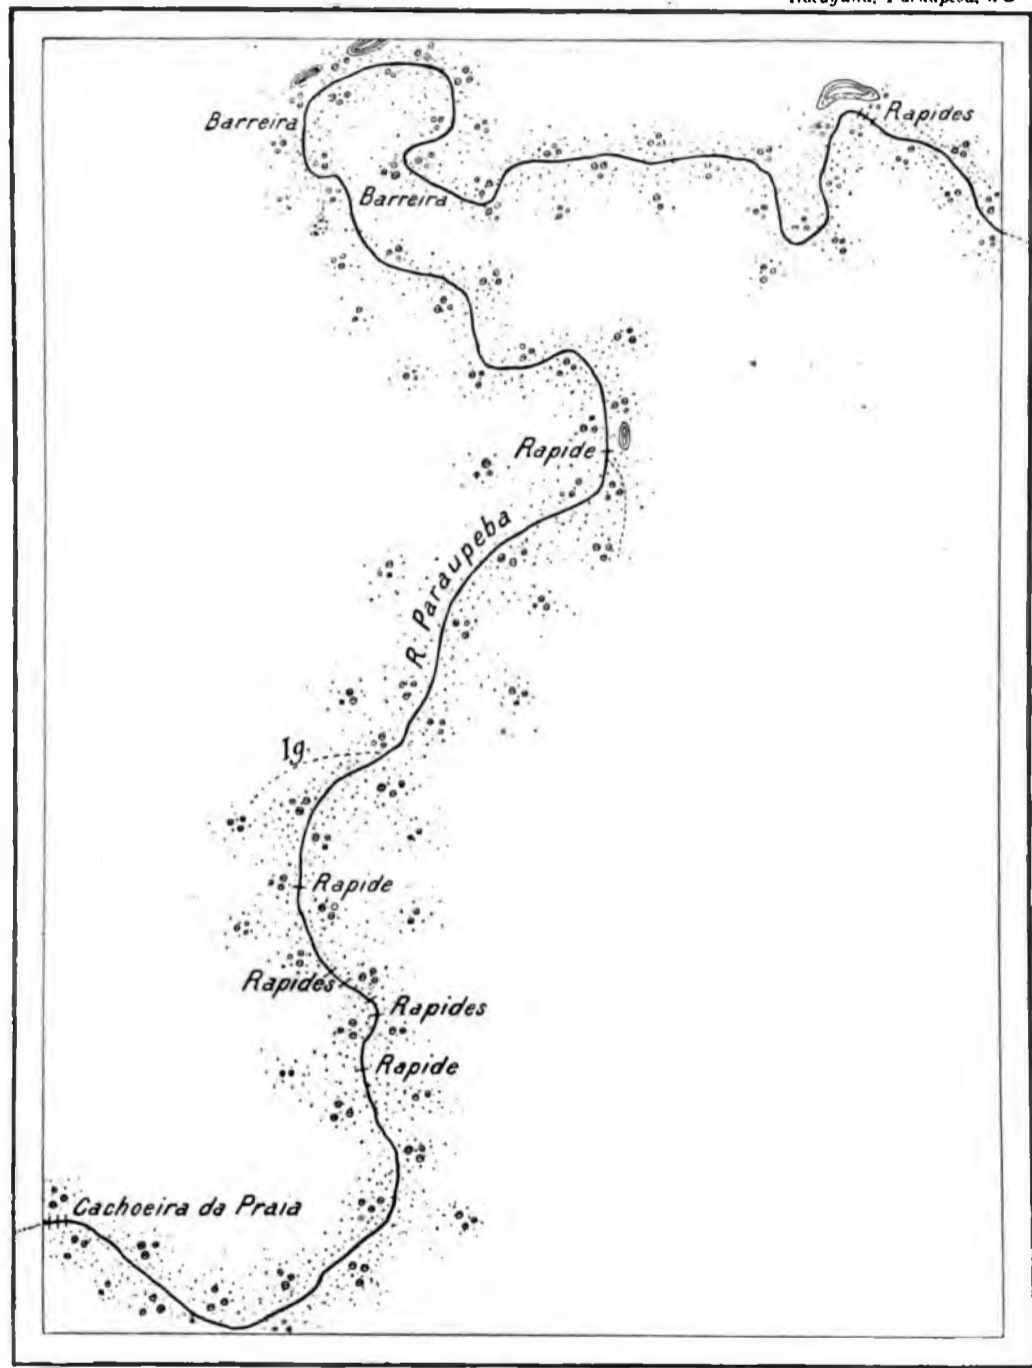 Rapides
Barreira
Barreira
Rapide
R. Paraupeba
Ig.
Rapide
Rapides
Rapides
Rapide
Cachoeira da Praia